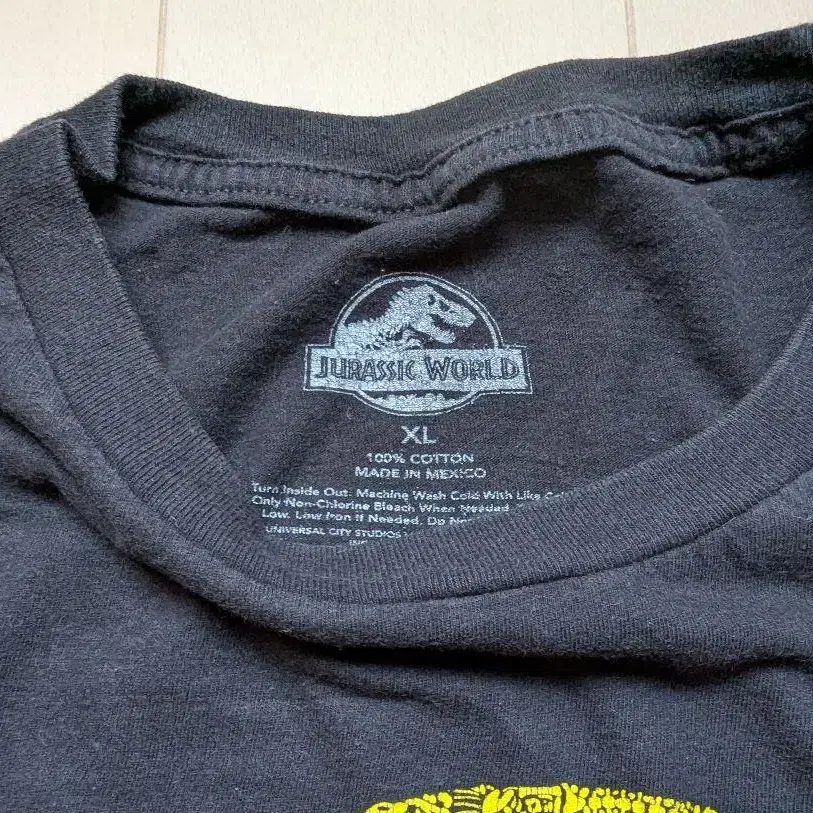 JURASSIC WORLD
XL
100% COTTON
MADE IN MEXICO
Turn Inside Out. Machine Wash Cold With Like
Only Non-Chlorine Bleach When Needed.
Low. Low Iron If Needed. Do
UNIVERSAL CITY STUDIOS